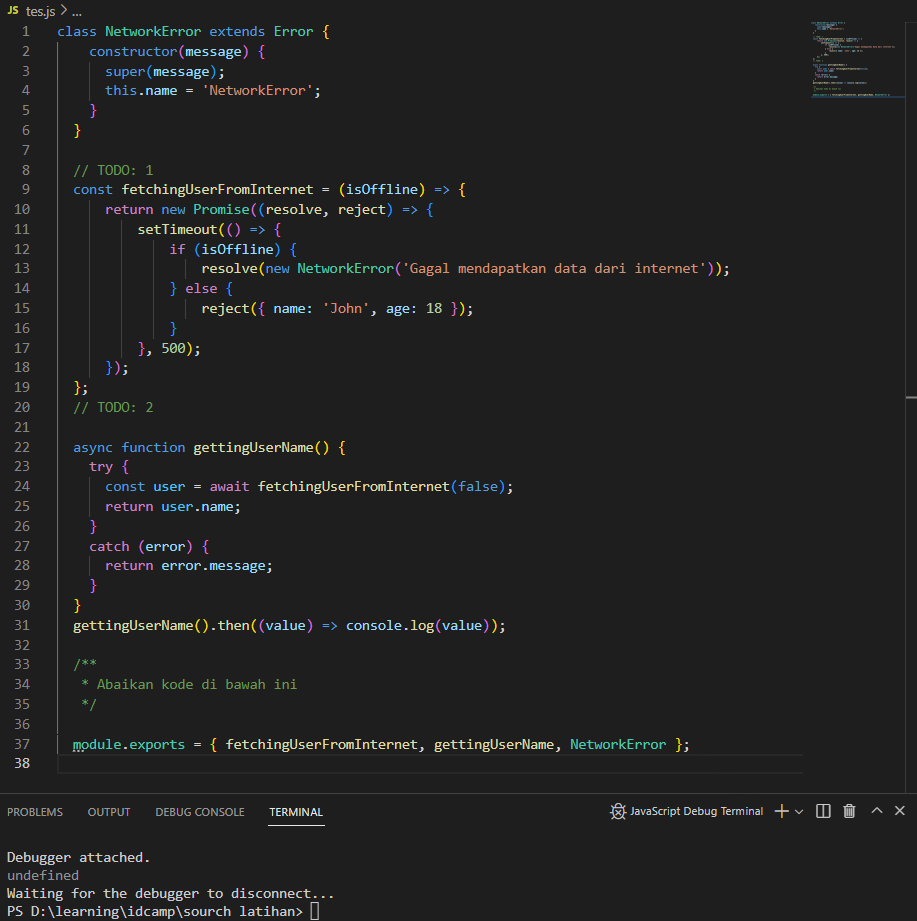 JS tes.js > ...
1 class NetworkError extends Error {
2 constructor(message) {
3 super(message);
4 this.name = 'NetworkError';
5 }
6 }
7
8 // TODO: 1
9 const fetchingUserFromInternet = (isOffline) => {
10 return new Promise((resolve, reject) => {
11 setTimeout(() => {
12 if (isOffline) {
13 resolve(new NetworkError('Gagal mendapatkan data dari internet'));
14 } else {
15 reject({ name: 'John', age: 18 });
16 }
17 }, 500);
18 });
19 };
20 // TODO: 2
21
22 async function gettingUserName() {
23 try {
24 const user = await fetchingUserFromInternet(false);
25 return user.name;
26 }
27 catch (error) {
28 return error.message;
29 }
30 }
31 gettingUserName().then((value) => console.log(value));
32
33 /**
34 * Abaikan kode di bawah ini
35 */
36
37 module.exports = { fetchingUserFromInternet, gettingUserName, NetworkError };
38
PROBLEMS OUTPUT DEBUG CONSOLE TERMINAL JavaScript Debug Terminal
Debugger attached.
undefined
Waiting for the debugger to disconnect...
PS D:\learning\idcamp\sourch latihan>